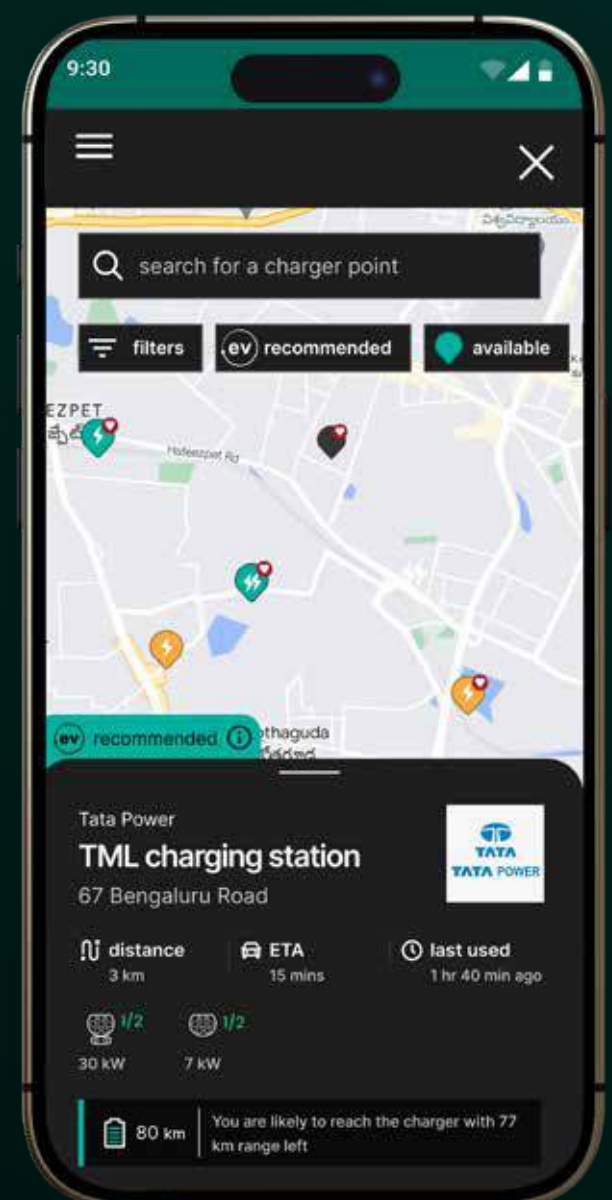 9:30
search for a charger point
filters
.ev recommended
available
EZPET
Hafeezpet Rd
.ev recommended
othaguda
Tata Power
TML charging station
67 Bengaluru Road
TATA
TATA POWER
distance
ETA
last used
3 km
15 mins
1 hr 40 min ago
1/2
1/2
30 kW
7 kW
80 km
You are likely to reach the charger with 77
km range left